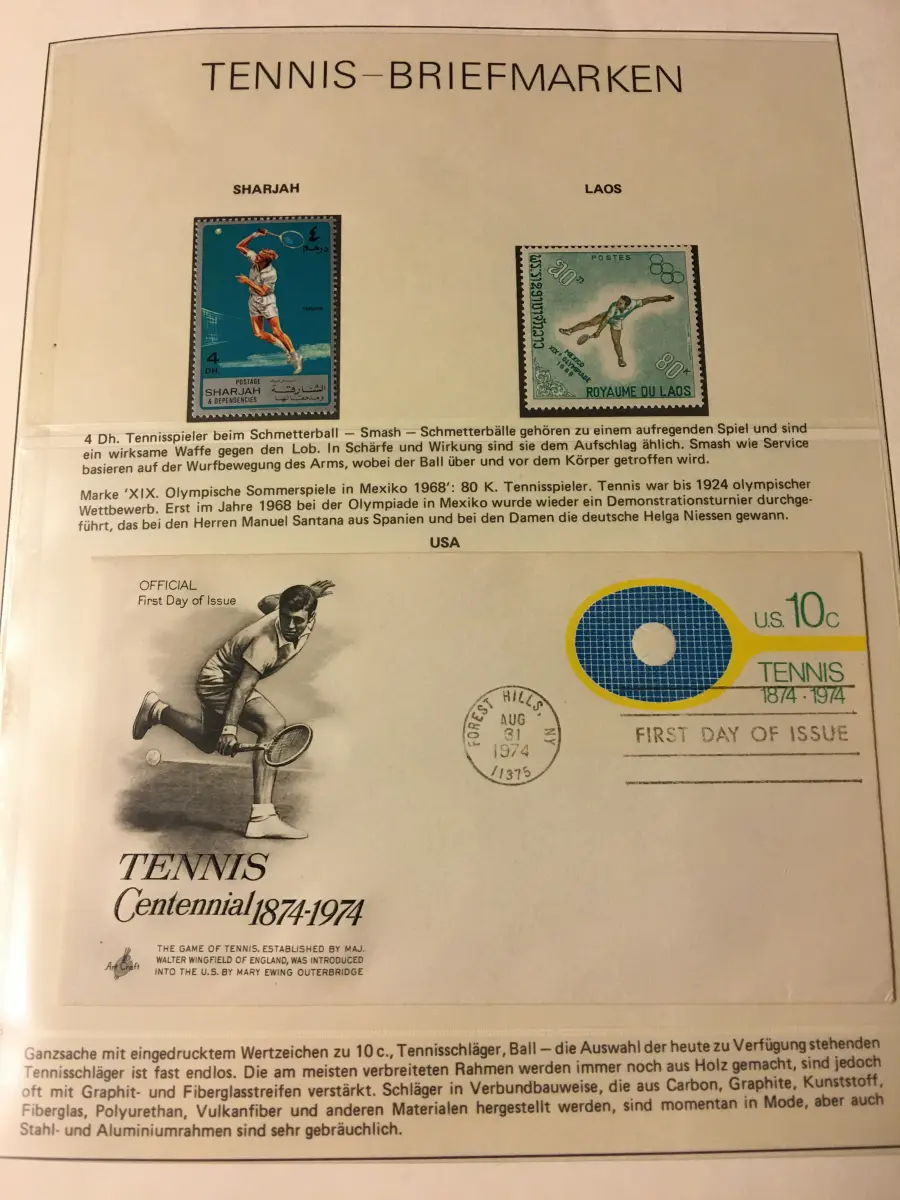 TENNIS-BRIEFMARKEN
SHARJAH
LAOS
٤
درهم
4
DH.
POSTAGE
SHARJAH
& DEPENDENCIES
الشارقة
POSTES
80K
MEXICO
XIXe OLYMPIADE
1968
ROYAUME DU LAOS
4 Dh. Tennisspieler beim Schmetterball – Smash – Schmetterbälle gehören zu einem aufregenden Spiel und sind
ein wirksame Waffe gegen den Lob. In Schärfe und Wirkung sind sie dem Aufschlag ählich. Smash wie Service
basieren auf der Wurfbewegung des Arms, wobei der Ball über und vor dem Körper getroffen wird.
Marke 'XIX. Olympische Sommerspiele in Mexiko 1968': 80 K. Tennisspieler. Tennis war bis 1924 olympischer
Wettbewerb. Erst im Jahre 1968 bei der Olympiade in Mexiko wurde wieder ein Demonstrationsturnier durchge-
führt, das bei den Herren Manuel Santana aus Spanien und bei den Damen die deutsche Helga Niessen gewann.
USA
OFFICIAL
First Day of Issue
U.S. 10c
TENNIS
1874·1974
FOREST HILLS, NY
AUG
31
1974
11375
FIRST DAY OF ISSUE
TENNIS
Centennial 1874-1974
ArtCraft
THE GAME OF TENNIS, ESTABLISHED BY MAJ.
WALTER WINGFIELD OF ENGLAND, WAS INTRODUCED
INTO THE U.S. BY MARY EWING OUTERBRIDGE
Ganzsache mit eingedrucktem Wertzeichen zu 10 c., Tennisschläger, Ball – die Auswahl der heute zu Verfügung stehenden
Tennisschläger ist fast endlos. Die am meisten verbreiteten Rahmen werden immer noch aus Holz gemacht, sind jedoch
oft mit Graphit- und Fiberglasstreifen verstärkt. Schläger in Verbundbauweise, die aus Carbon, Graphite, Kunststoff,
Fiberglas, Polyurethan, Vulkanfiber und anderen Materialen hergestellt werden, sind momentan in Mode, aber auch
Stahl- und Aluminiumrahmen sind sehr gebräuchlich.